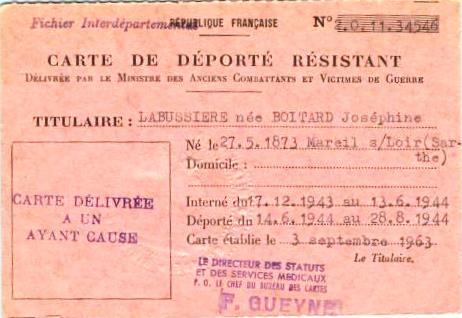 Fichier Interdépartemental RÉPUBLIQUE FRANÇAISE N° 2.0.11.34546
CARTE DE DÉPORTÉ RÉSISTANT
DÉLIVRÉE PAR LE MINISTRE DES ANCIENS COMBATTANTS ET VICTIMES DE GUERRE
TITULAIRE : LABUSSIERE née BOITARD Joséphine
Né le 27.5.1873 Mareil s/Loir(Sar-
the)
Domicile :
CARTE DÉLIVRÉE
A UN
AYANT CAUSE
Interné du 17.12.1943 au 13.6.1944
Déporté du 14.6.1944 au 28.8.1944
Carte établie le 3 septembre 1963
Le Titulaire.
LE DIRECTEUR DES STATUTS
ET DES SERVICES MEDICAUX
P. O. LE CHEF DU BUREAU DES CARTES
F. GUEYNE